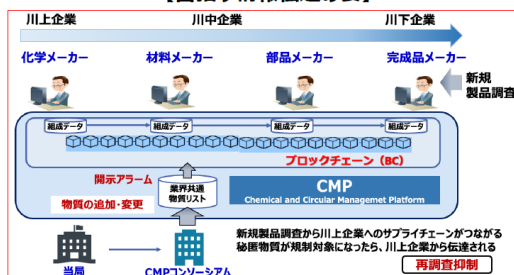 川上企業 川中企業 川下企業
化学メーカー 材料メーカー 部品メーカー 完成品メーカー
新規
製品調査
組成データ 組成データ 組成データ 組成データ
ブロックチェーン（BC）
開示アラーム
業界共通
物質リスト
物質の追加・変更
CMP
Chemical and Circular Managemet Platform
新規製品調査から川上企業へのサプライチェーンがつながる
秘匿物質が規制対象になったら、川上企業から伝達される
再調査抑制
当局
CMPコンソーシアム